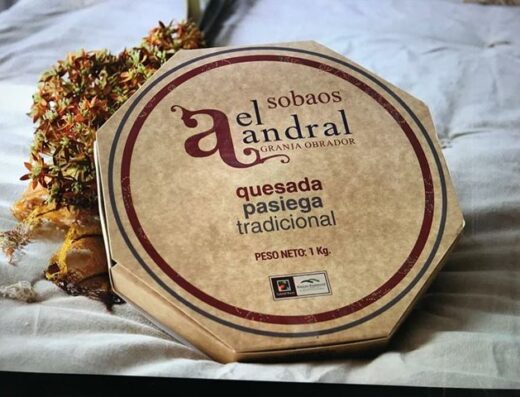 sobaos
el
andral
GRANJA OBRADOR
quesada
pasiega
tradicional
PESO NETO: 1 Kg.